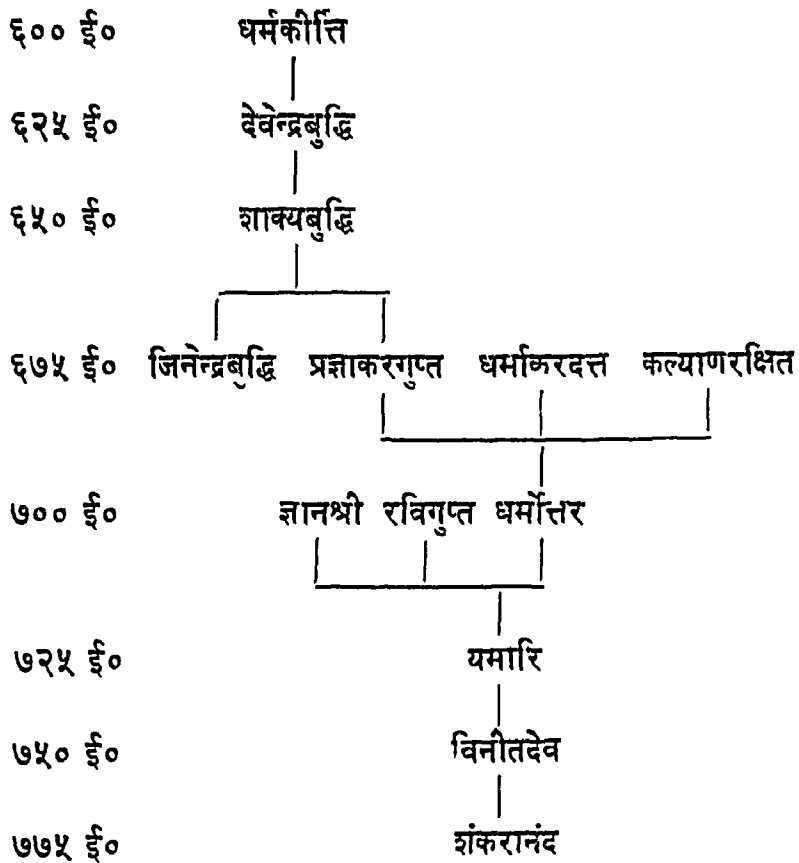 ६०० ई० धर्मकीर्त्ति
६२५ ई० देवेन्द्रबुद्धि
६५० ई० शाक्यबुद्धि
६७५ ई० जिनेन्द्रबुद्धि प्रज्ञाकरगुप्त धर्माकरदत्त कल्याणरक्षित
७०० ई० ज्ञानश्री रविगुप्त धर्मोत्तर
७२५ ई० यमारि
७५० ई० विनीतदेव
७७५ ई० शंकरानंद